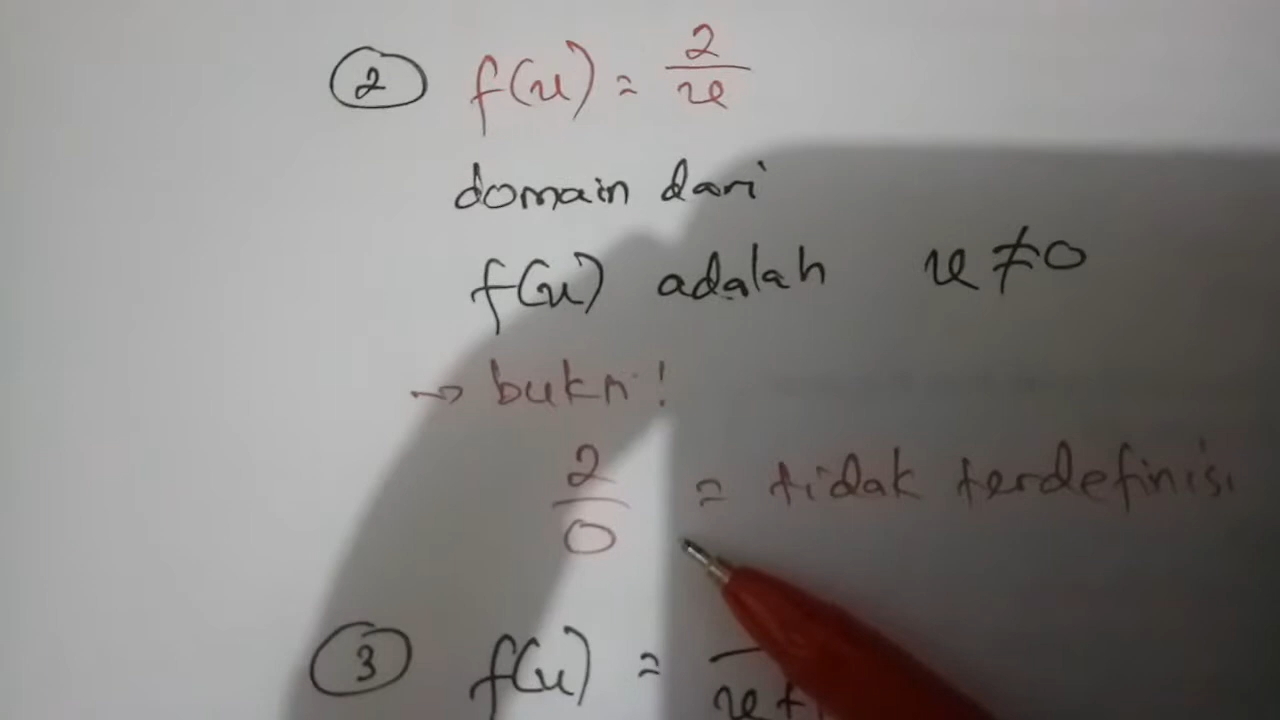 2 f(x) = 2/x
domain dari
f(x) adalah x ≠ 0
→ bukti!
2/0 = tidak terdefinisi
3 f(x) =